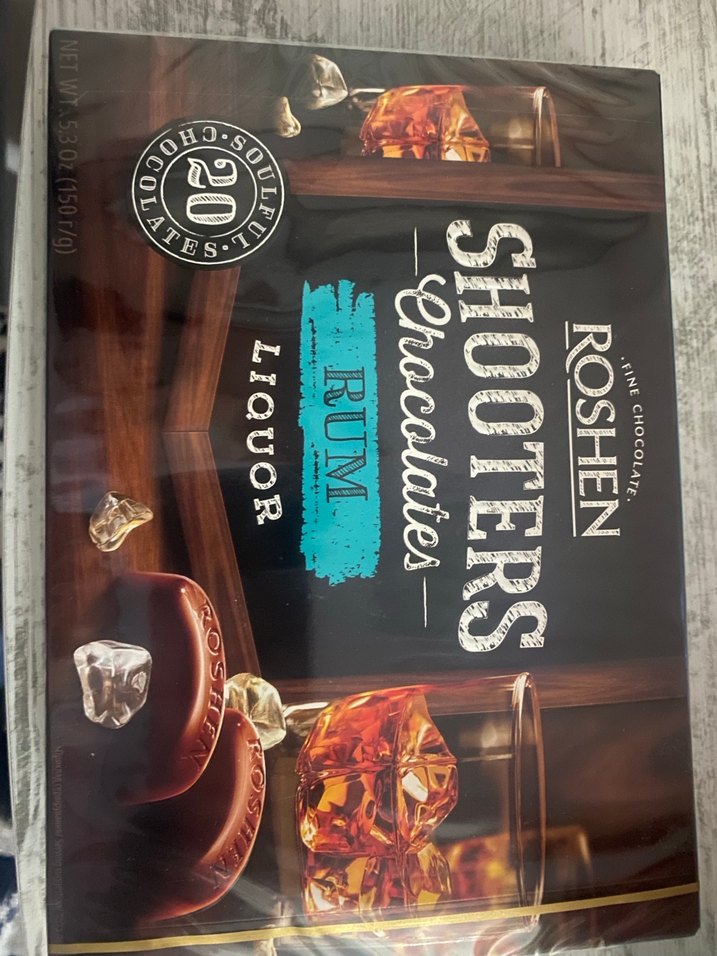 · FINE CHOCOLATE ·
ROSHEN
SHOOTERS
Chocolates
RUM
LIQUOR
· SOULFUL ·
20
CHOCOLATES
NET WT. 5.3 oz (150 г/g)
ROSHEN
ROSHEN